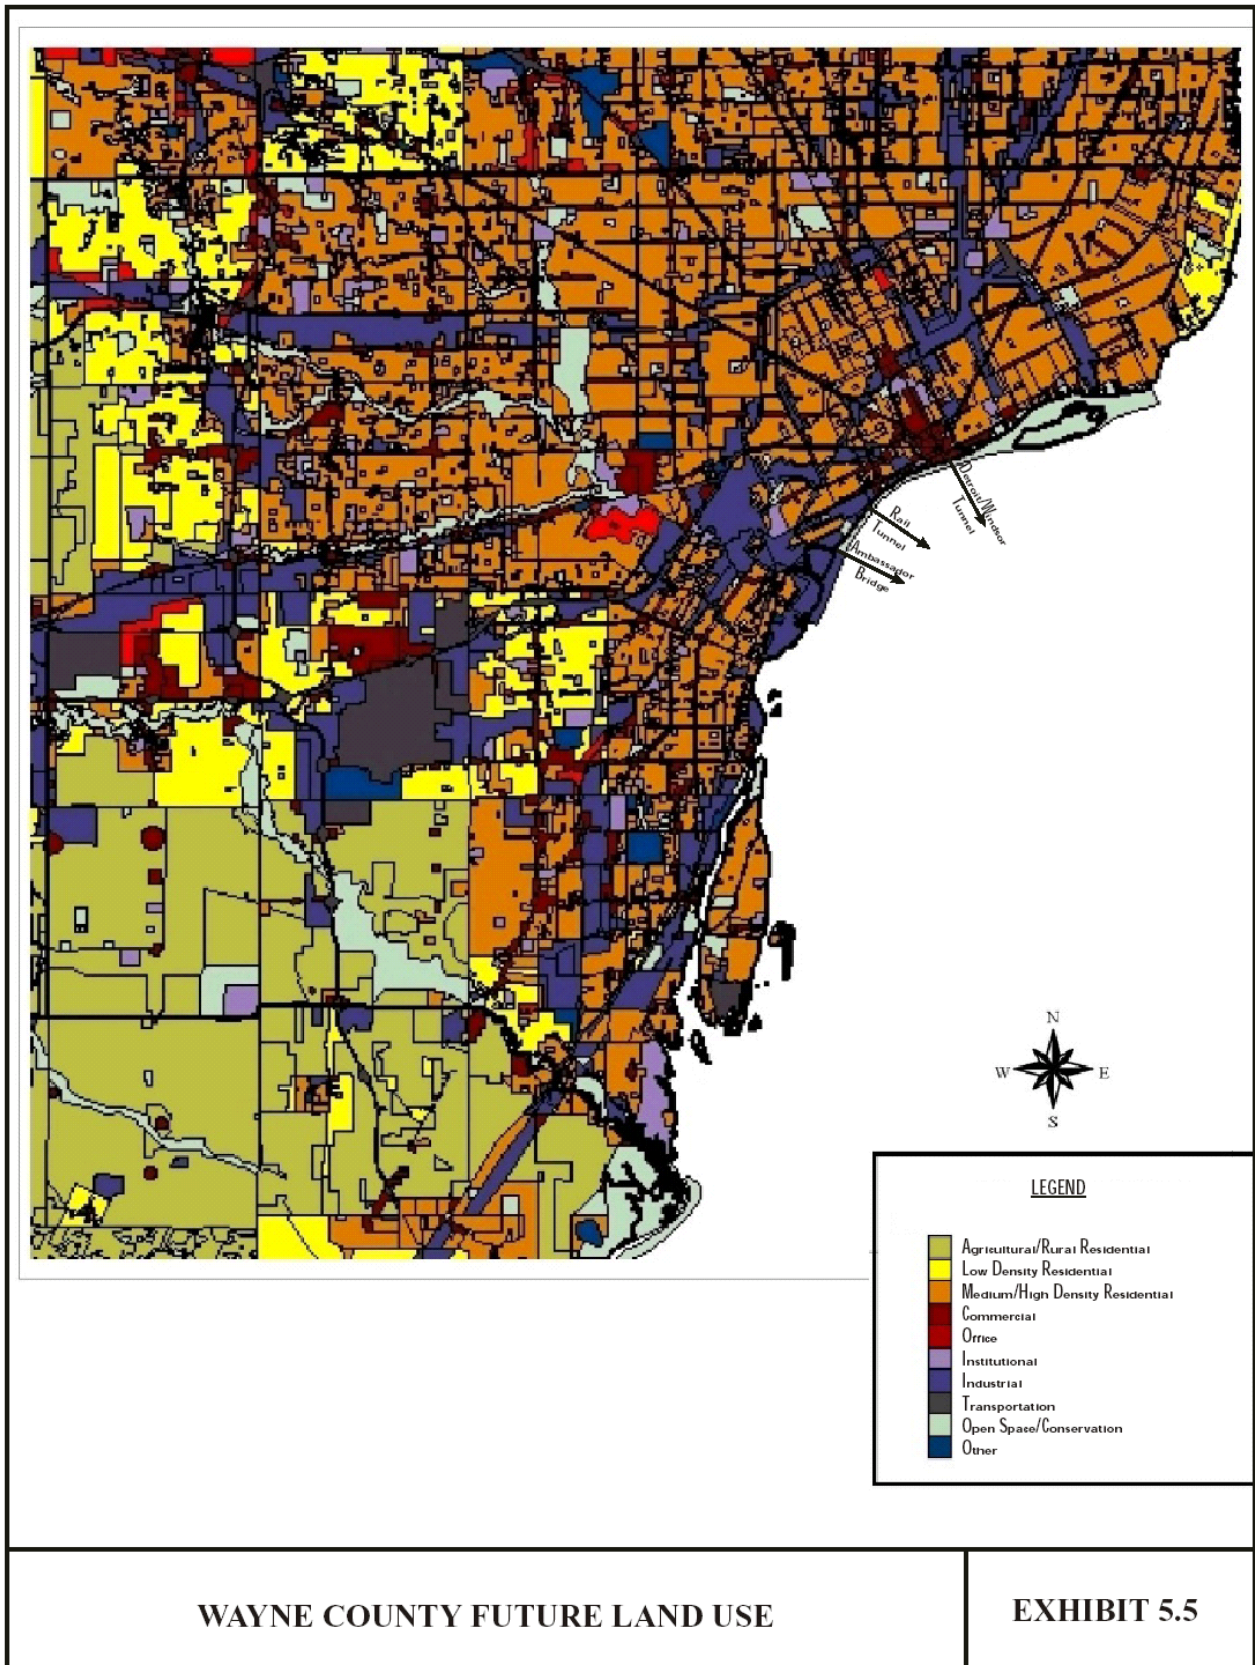 Detroit/Windsor
Tunnel
Rail
Tunnel
Ambassador
Bridge
N
W E
S
LEGEND
Agricultural/Rural Residential
Low Density Residential
Medium/High Density Residential
Commercial
Office
Institutional
Industrial
Transportation
Open Space/Conservation
Other
WAYNE COUNTY FUTURE LAND USE
EXHIBIT 5.5